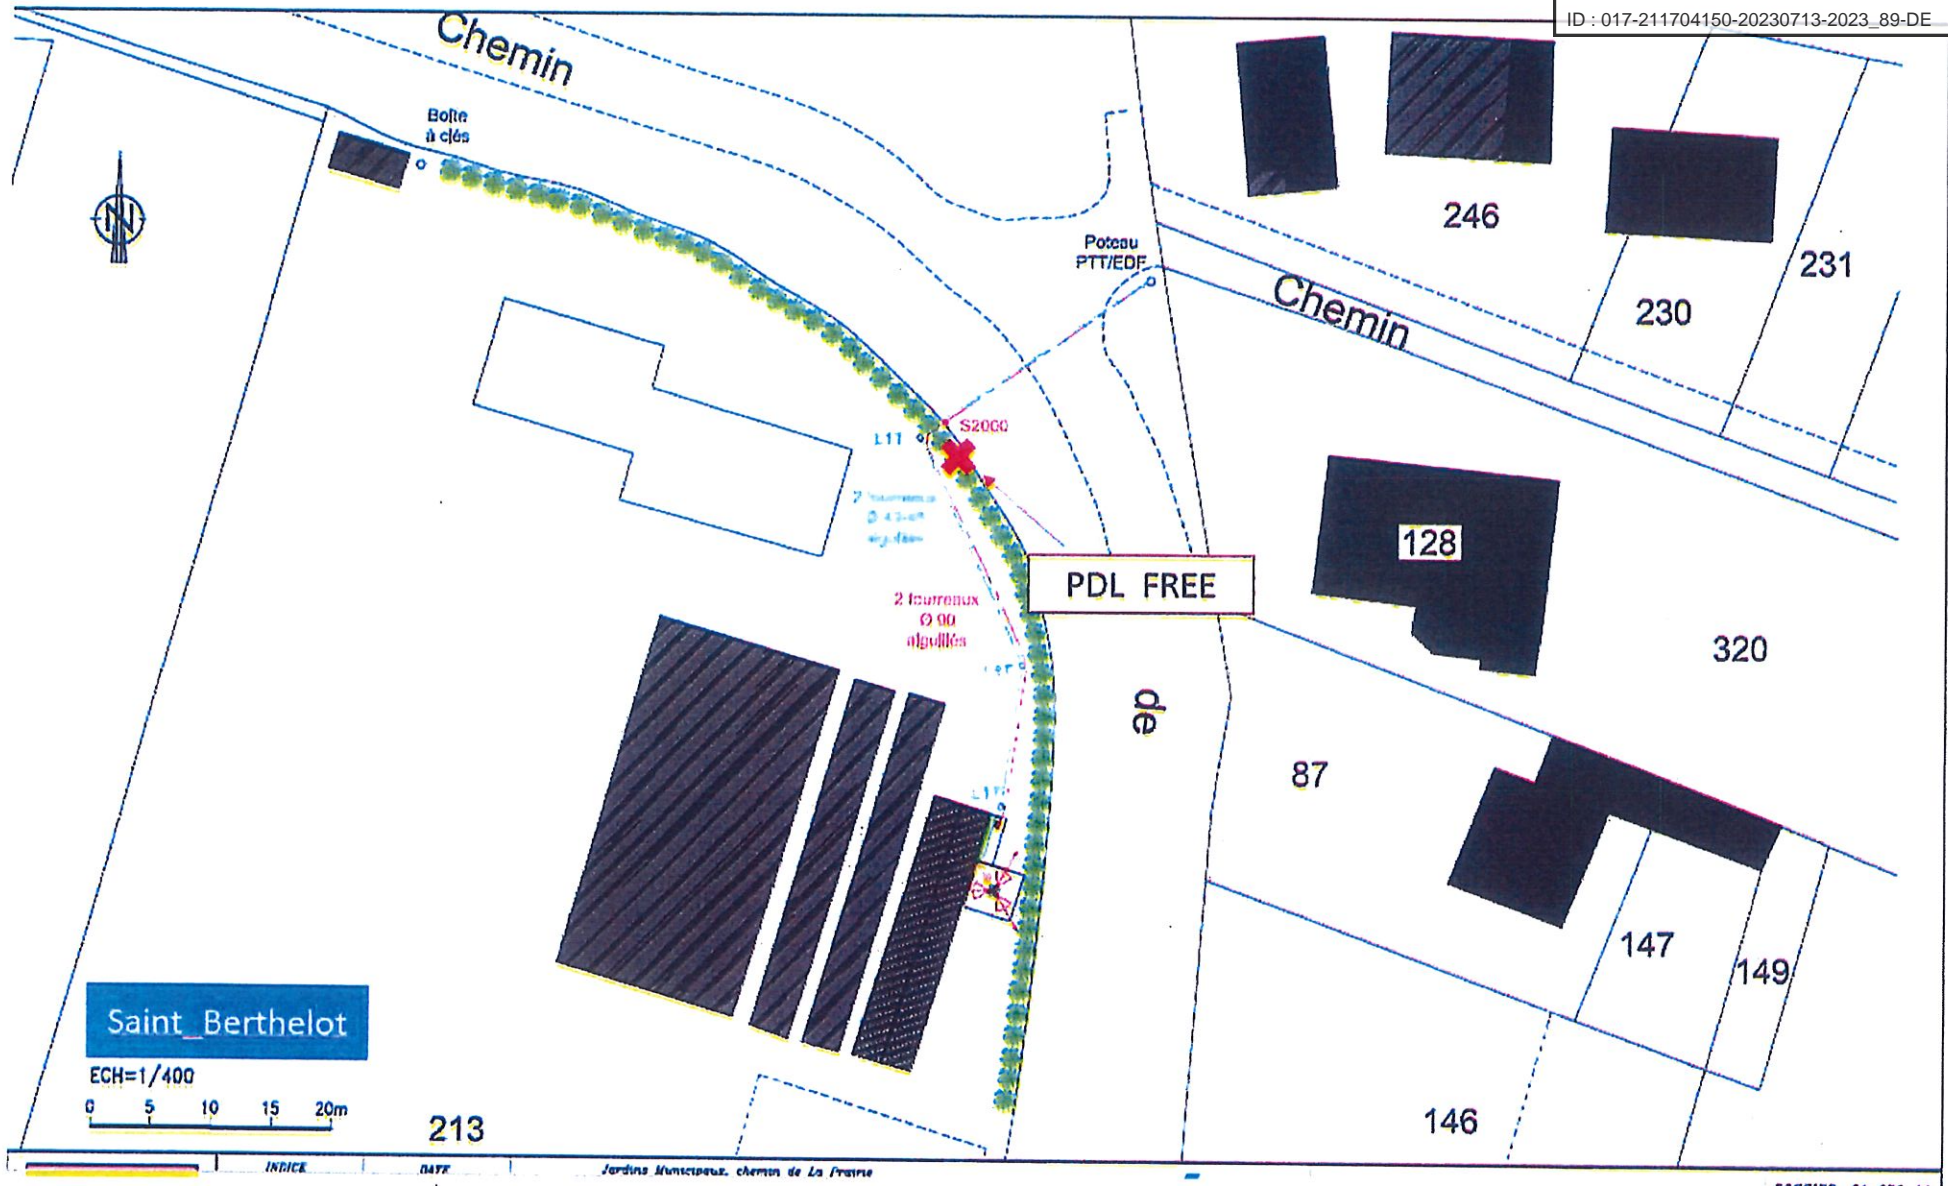 ID : 017-211704150-20230713-2023_89-DE
Chemin
Boîte
à clés
246
231
Poteau
PTT/EDF
230
Chemin
S2000
L1T
128
PDL FREE
2 fourreaux
Ø 90
aiguillés
320
de
87
L1T
147
149
Saint_Berthelot
ECH=1/400
0 5 10 15 20m
213
146
INDICE
DATE
Jardins Municipaux, chemin de La Prairie